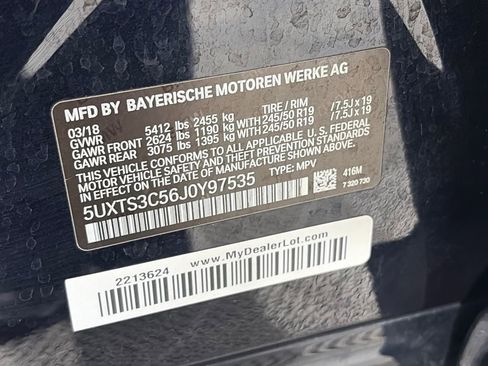 MFD BY BAYERISCHE MOTOREN WERKE AG
03/18 5412 lbs 2455 kg TIRE / RIM
GVWR
GAWR FRONT 2624 lbs 1190 kg WITH 245/50 R19 /7.5J x 19
GAWR REAR 3075 lbs 1395 kg WITH 245/50 R19 /7.5J x 19
THIS VEHICLE CONFORMS TO ALL APPLICABLE U.S. FEDERAL
MOTOR VEHICLE SAFETY, BUMPER, AND THEFT PREVENTION STANDARDS
IN EFFECT ON THE DATE OF MANUFACTURE SHOWN ABOVE.
5UXTS3C56J0Y97535 TYPE: MPV
416M
7 320 730
www.MyDealerLot.com
2213624